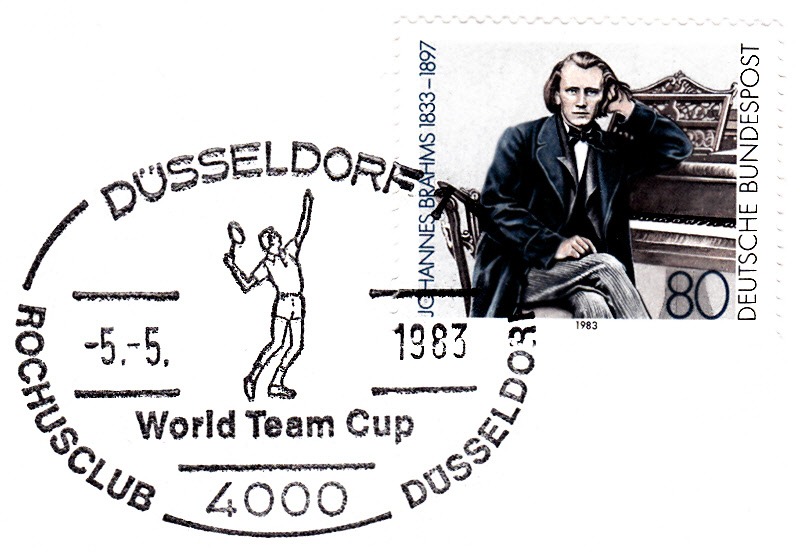 DÜSSELDORF
-5.-5. 1983
World Team Cup
4000
ROCHUSCLUB DÜSSELDORF
JOHANNES BRAHMS 1833–1897
DEUTSCHE BUNDESPOST
80
1983